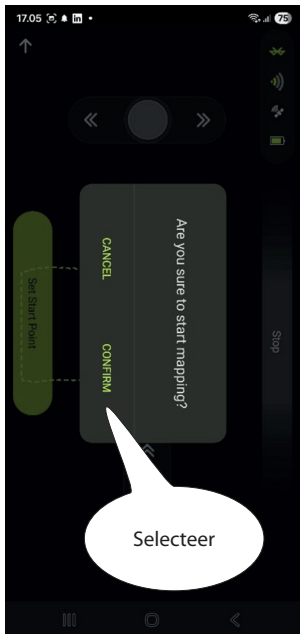 17.05
75
Are you sure to start mapping?
CANCEL
CONFIRM
Set Start Point
Stop
Selecteer